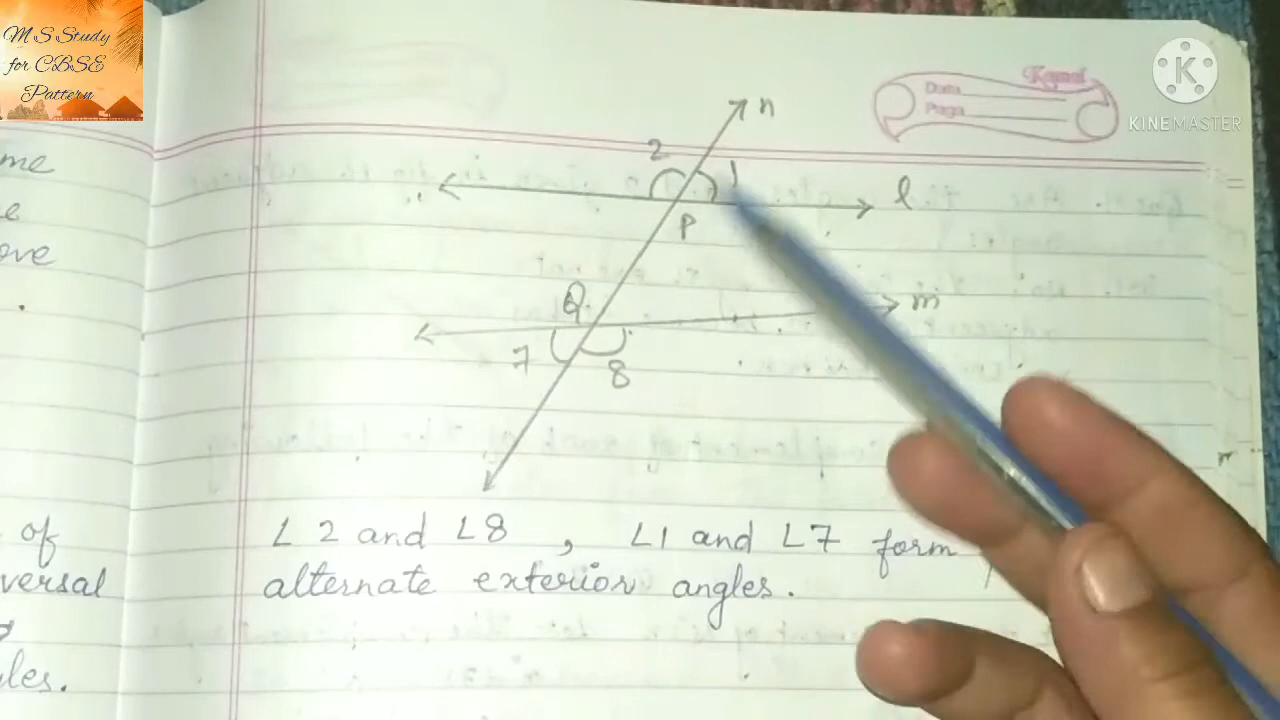 M S Study
for CBSE
Pattern
Kamal
Date
Page
KINEMASTER
me
ove
of
versal
les.
n
2
1
l
P
Q
m
7
8
∠ 2 and ∠ 8 , ∠1 and ∠7 form
alternate exterior angles.